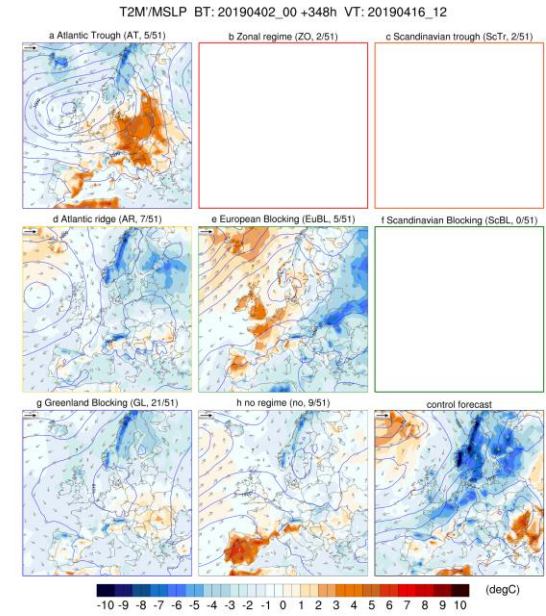 T2M'/MSLP BT: 20190402_00 +348h VT: 20190416_12
a Atlantic Trough (AT, 5/51)
b Zonal regime (ZO, 2/51)
c Scandinavian trough (ScTr, 2/51)
d Atlantic ridge (AR, 7/51)
e European Blocking (EuBL, 5/51)
f Scandinavian Blocking (ScBL, 0/51)
g Greenland Blocking (GL, 21/51)
h no regime (no, 9/51)
control forecast
(degC)
-10 -9 -8 -7 -6 -5 -4 -3 -2 -1 0 1 2 3 4 5 6 7 8 9 10